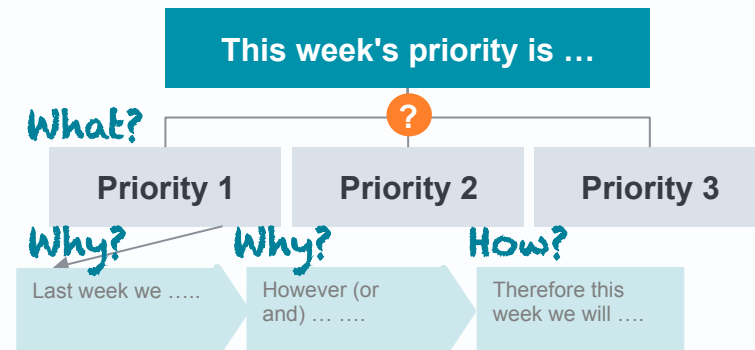 This week's priority is …
?
What?
Priority 1
Priority 2
Priority 3
Why?
Why?
How?
Last week we …..
However (or
and) … ….
Therefore this
week we will ….